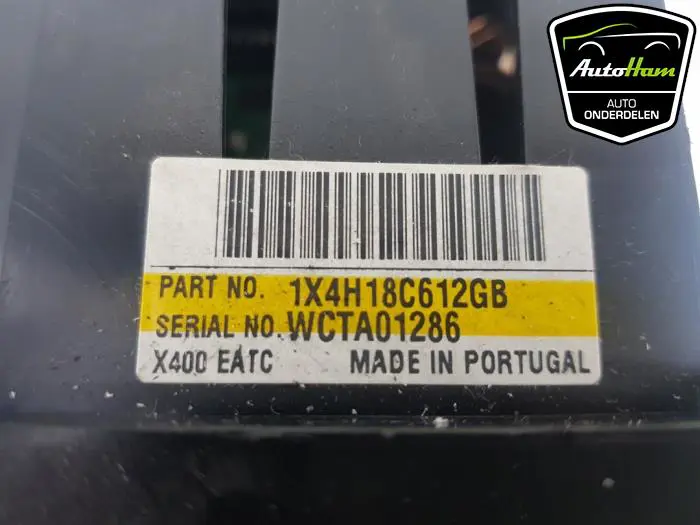 AutoHam
AUTO
ONDERDELEN
PART NO. 1X4H18C612GB
SERIAL NO. WCTA01286
X400 EATC MADE IN PORTUGAL